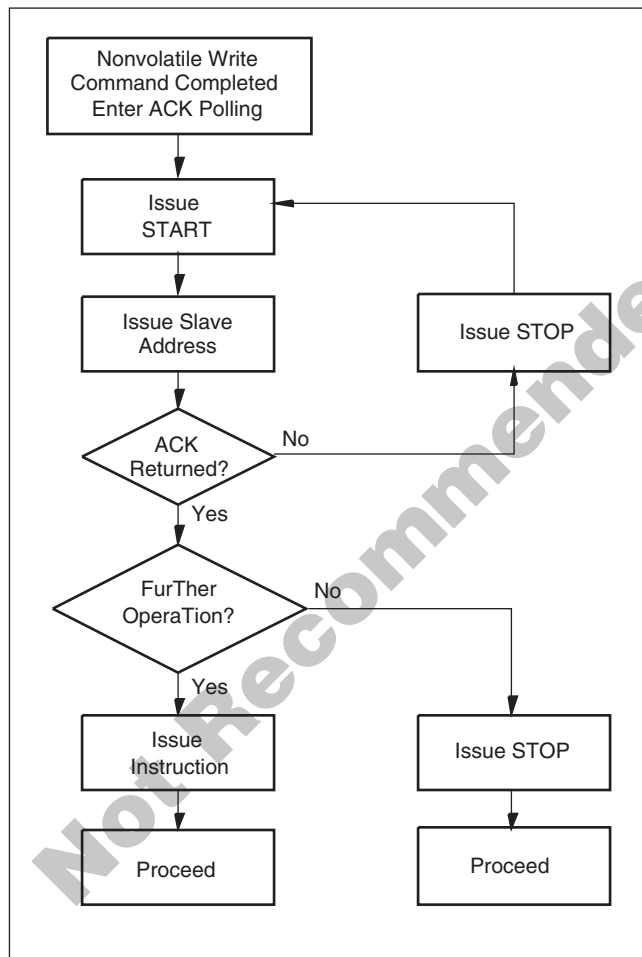 Nonvolatile Write
Command Completed
Enter ACK Polling
Issue
START
Issue Slave
Address
Issue STOP
ACK
Returned?
No
Yes
FurTher
OperaTion?
No
Yes
Issue
Instruction
Issue STOP
Proceed
Proceed
Not Recommende